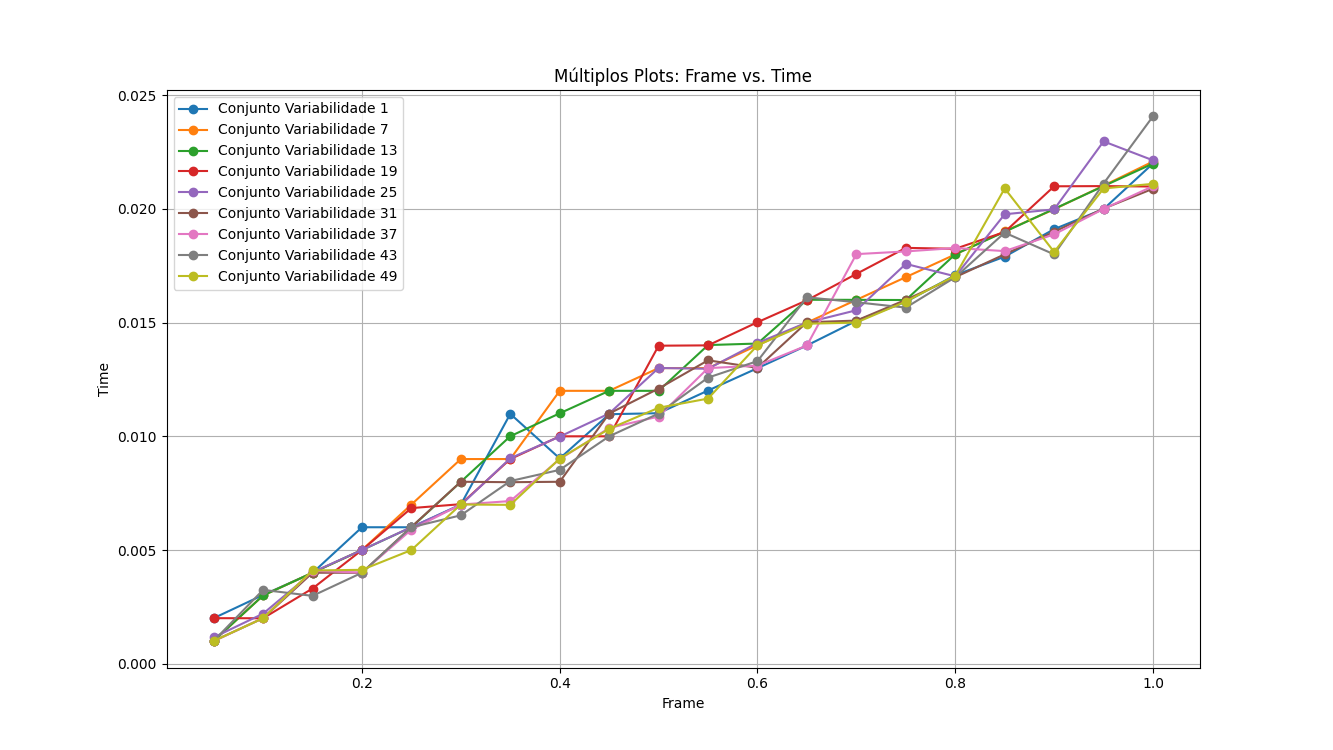 Múltiplos Plots: Frame vs. Time
Conjunto Variabilidade 1
Conjunto Variabilidade 7
Conjunto Variabilidade 13
Conjunto Variabilidade 19
Conjunto Variabilidade 25
Conjunto Variabilidade 31
Conjunto Variabilidade 37
Conjunto Variabilidade 43
Conjunto Variabilidade 49
Time
0.025
0.020
0.015
0.010
0.005
0.000
0.2 0.4 0.6 0.8 1.0
Frame